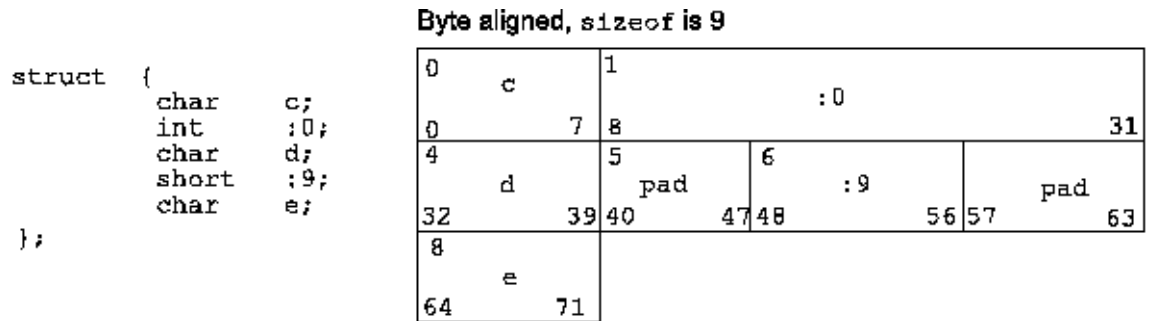 Byte aligned, sizeof is 9
struct {
char c;
int :0;
char d;
short :9;
char e;
};
0 1
c :0
0 7 8 31
4 5 6
d pad :9 pad
32 39 40 47 48 56 57 63
8
e
64 71